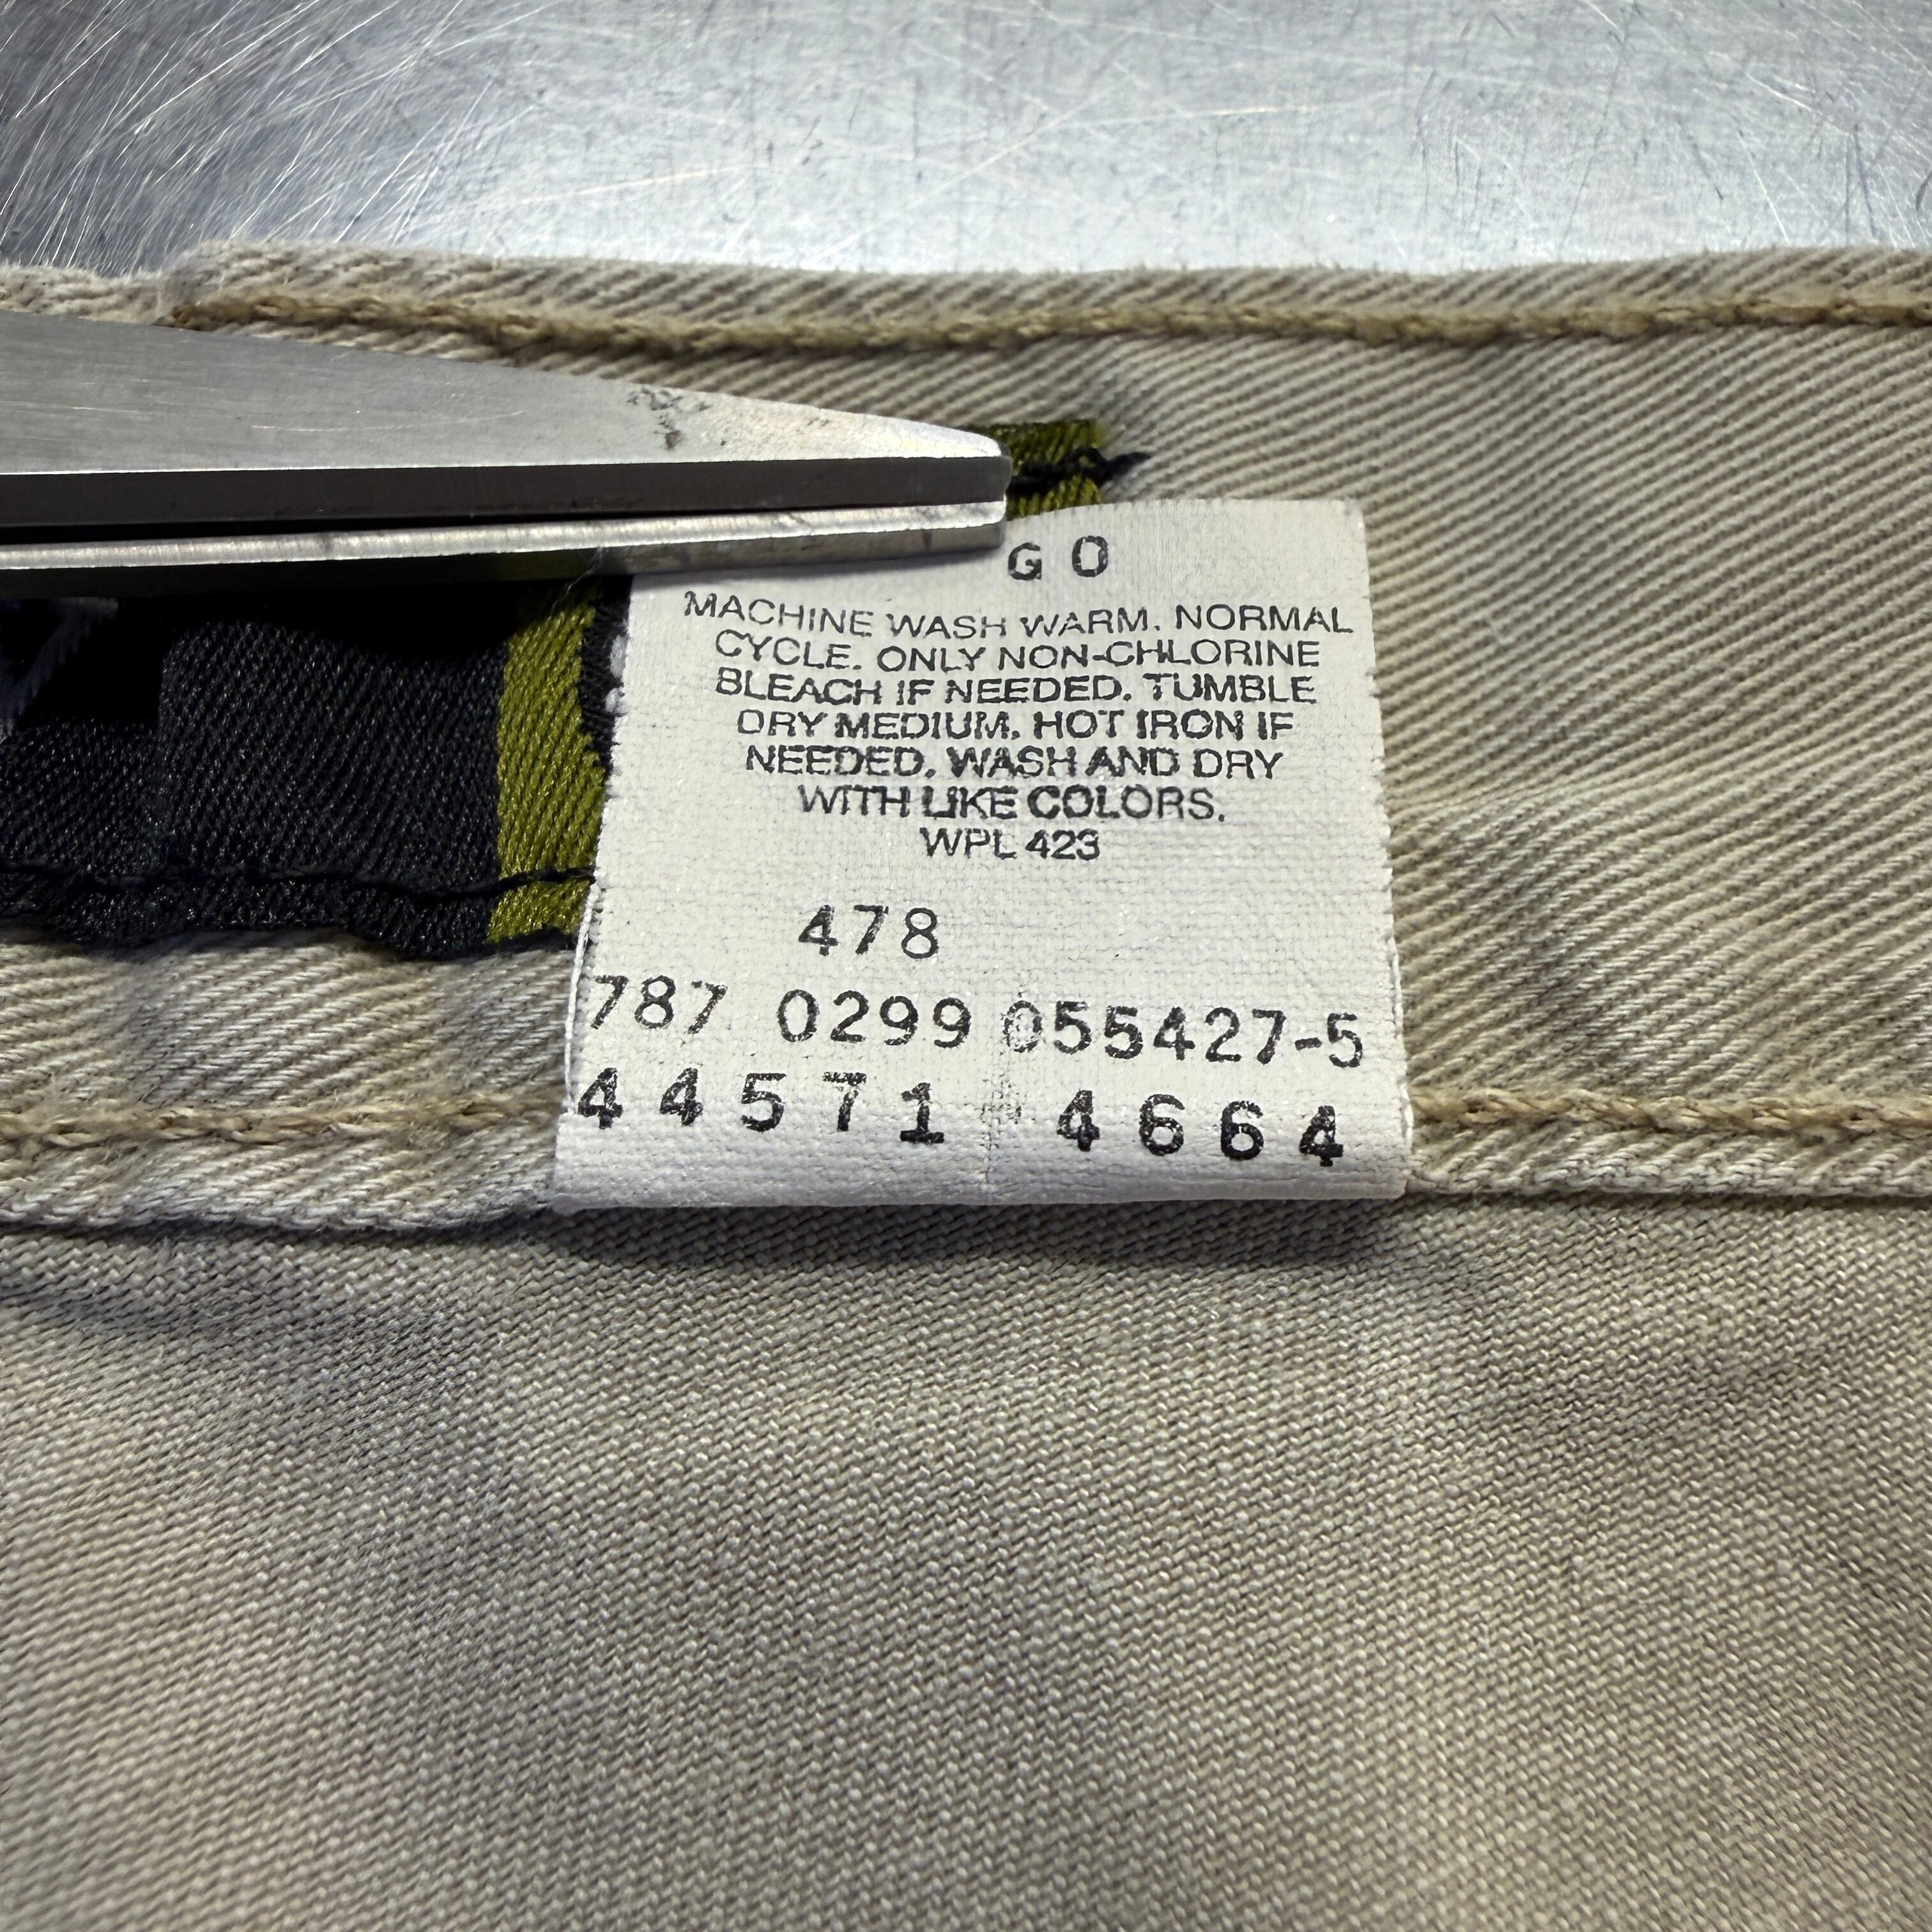 G O
MACHINE WASH WARM. NORMAL
CYCLE. ONLY NON-CHLORINE
BLEACH IF NEEDED. TUMBLE
DRY MEDIUM. HOT IRON IF
NEEDED. WASH AND DRY
WITH LIKE COLORS.
WPL 423
478
787 0299 055427-5
44571 4664